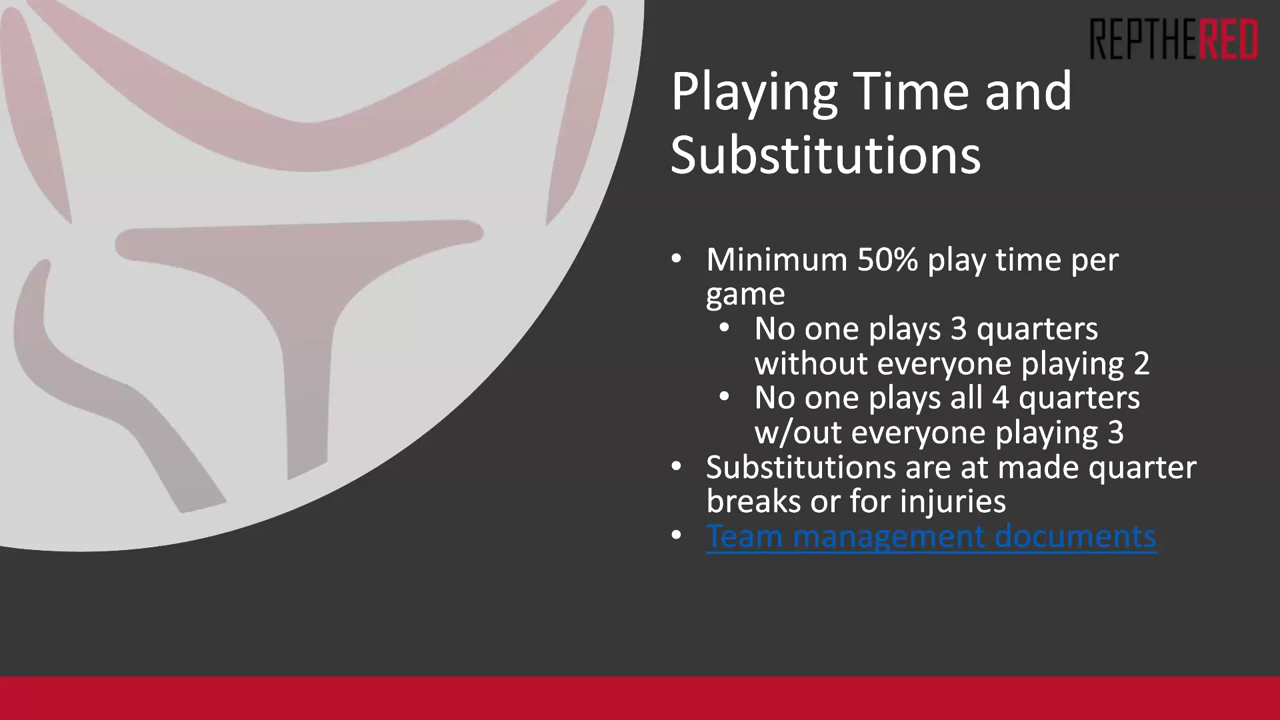 REPTHERED
Playing Time and
Substitutions
• Minimum 50% play time per
game
• No one plays 3 quarters
without everyone playing 2
• No one plays all 4 quarters
w/out everyone playing 3
• Substitutions are at made quarter
breaks or for injuries
• Team management documents